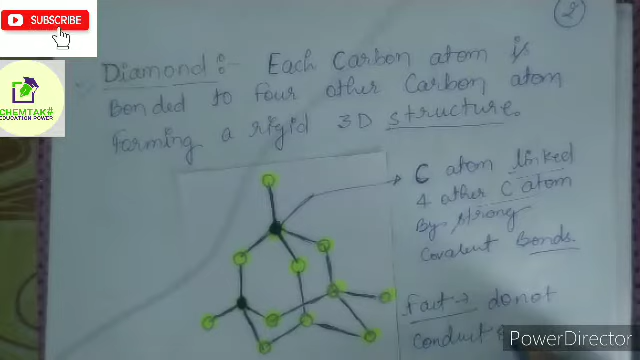 SUBSCRIBE
2
CHEMTAK#
EDUCATION POWER
Diamond :- Each Carbon atom is
Bonded to four other Carbon atom
forming a rigid 3D structure.
C atom linked
4 other C atom
By strong
Covalent Bonds.
Fact → donot
conduct
PowerDirector